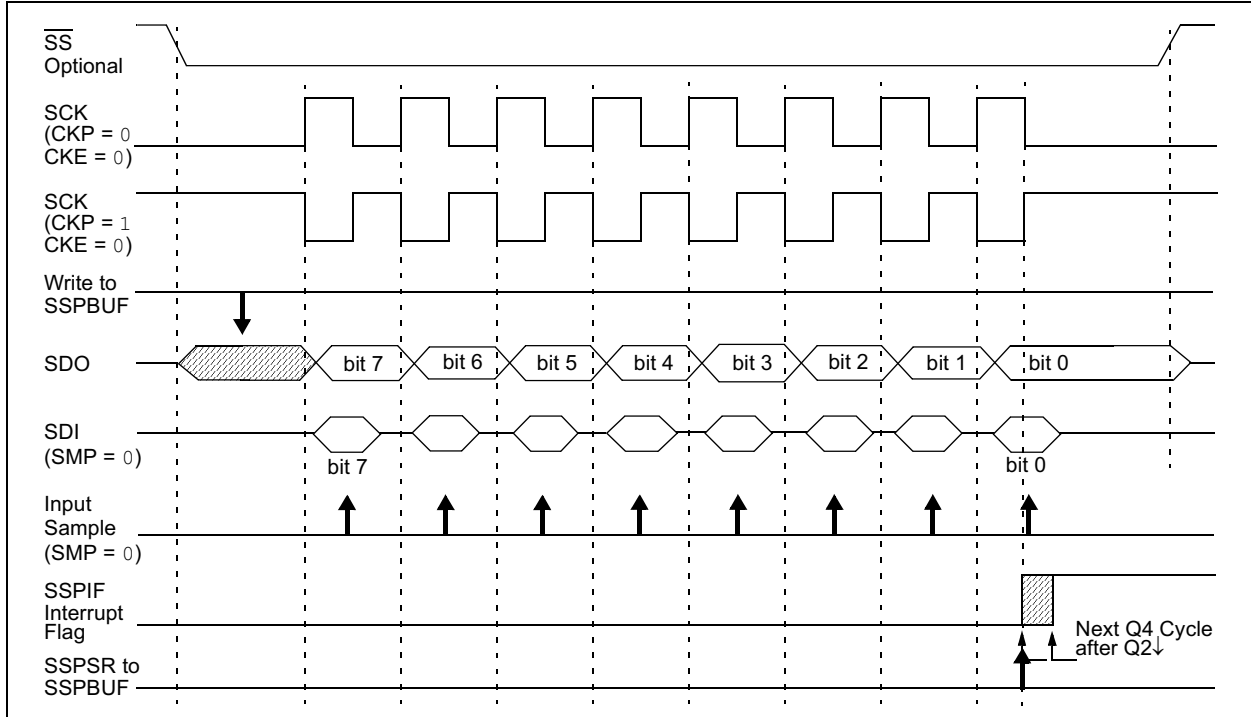 SS
Optional
SCK
(CKP = 0
CKE = 0)
SCK
(CKP = 1
CKE = 0)
Write to
SSPBUF
SDO
bit 7 bit 6 bit 5 bit 4 bit 3 bit 2 bit 1 bit 0
SDI
(SMP = 0)
bit 7 bit 0
Input
Sample
(SMP = 0)
SSPIF
Interrupt
Flag
Next Q4 Cycle
after Q2↓
SSPSR to
SSPBUF